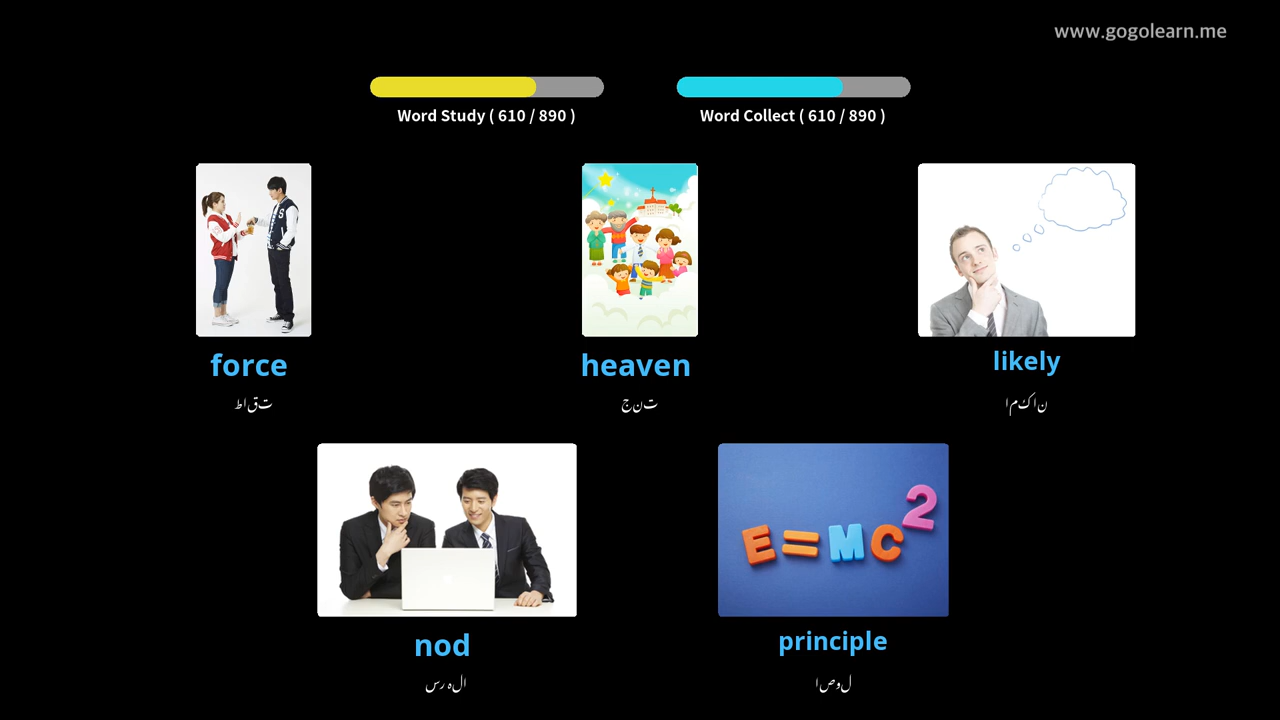 www.gogolearn.me
Word Study ( 610 / 890 )
Word Collect ( 610 / 890 )
force
heaven
likely
طاقت
جنت
امکان
nod
principle
سر ہلا
اصول